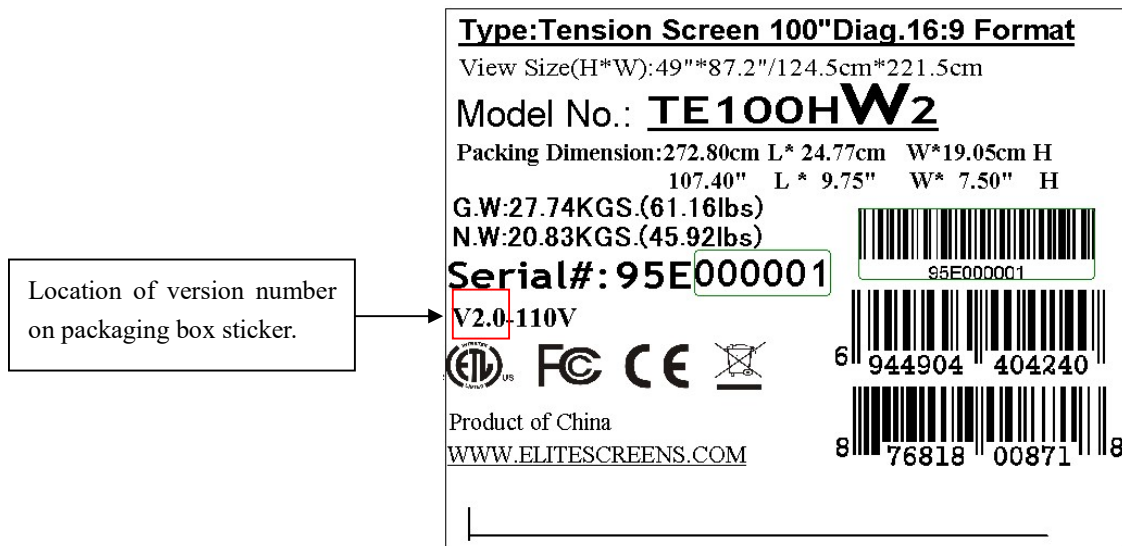 Type:Tension Screen 100"Diag.16:9 Format
View Size(H*W):49"*87.2"/124.5cm*221.5cm
Model No.: TE100HW2
Packing Dimension:272.80cm L* 24.77cm W*19.05cm H
107.40" L * 9.75" W* 7.50" H
G.W:27.74KGS.(61.16lbs)
N.W:20.83KGS.(45.92lbs)
95E000001
Serial#: 95E000001
Location of version number
on packaging box sticker.
V2.0-110V
6 944904 404240
ETL US FC CE
Product of China
WWW.ELITESCREENS.COM
8 76818 00871 8